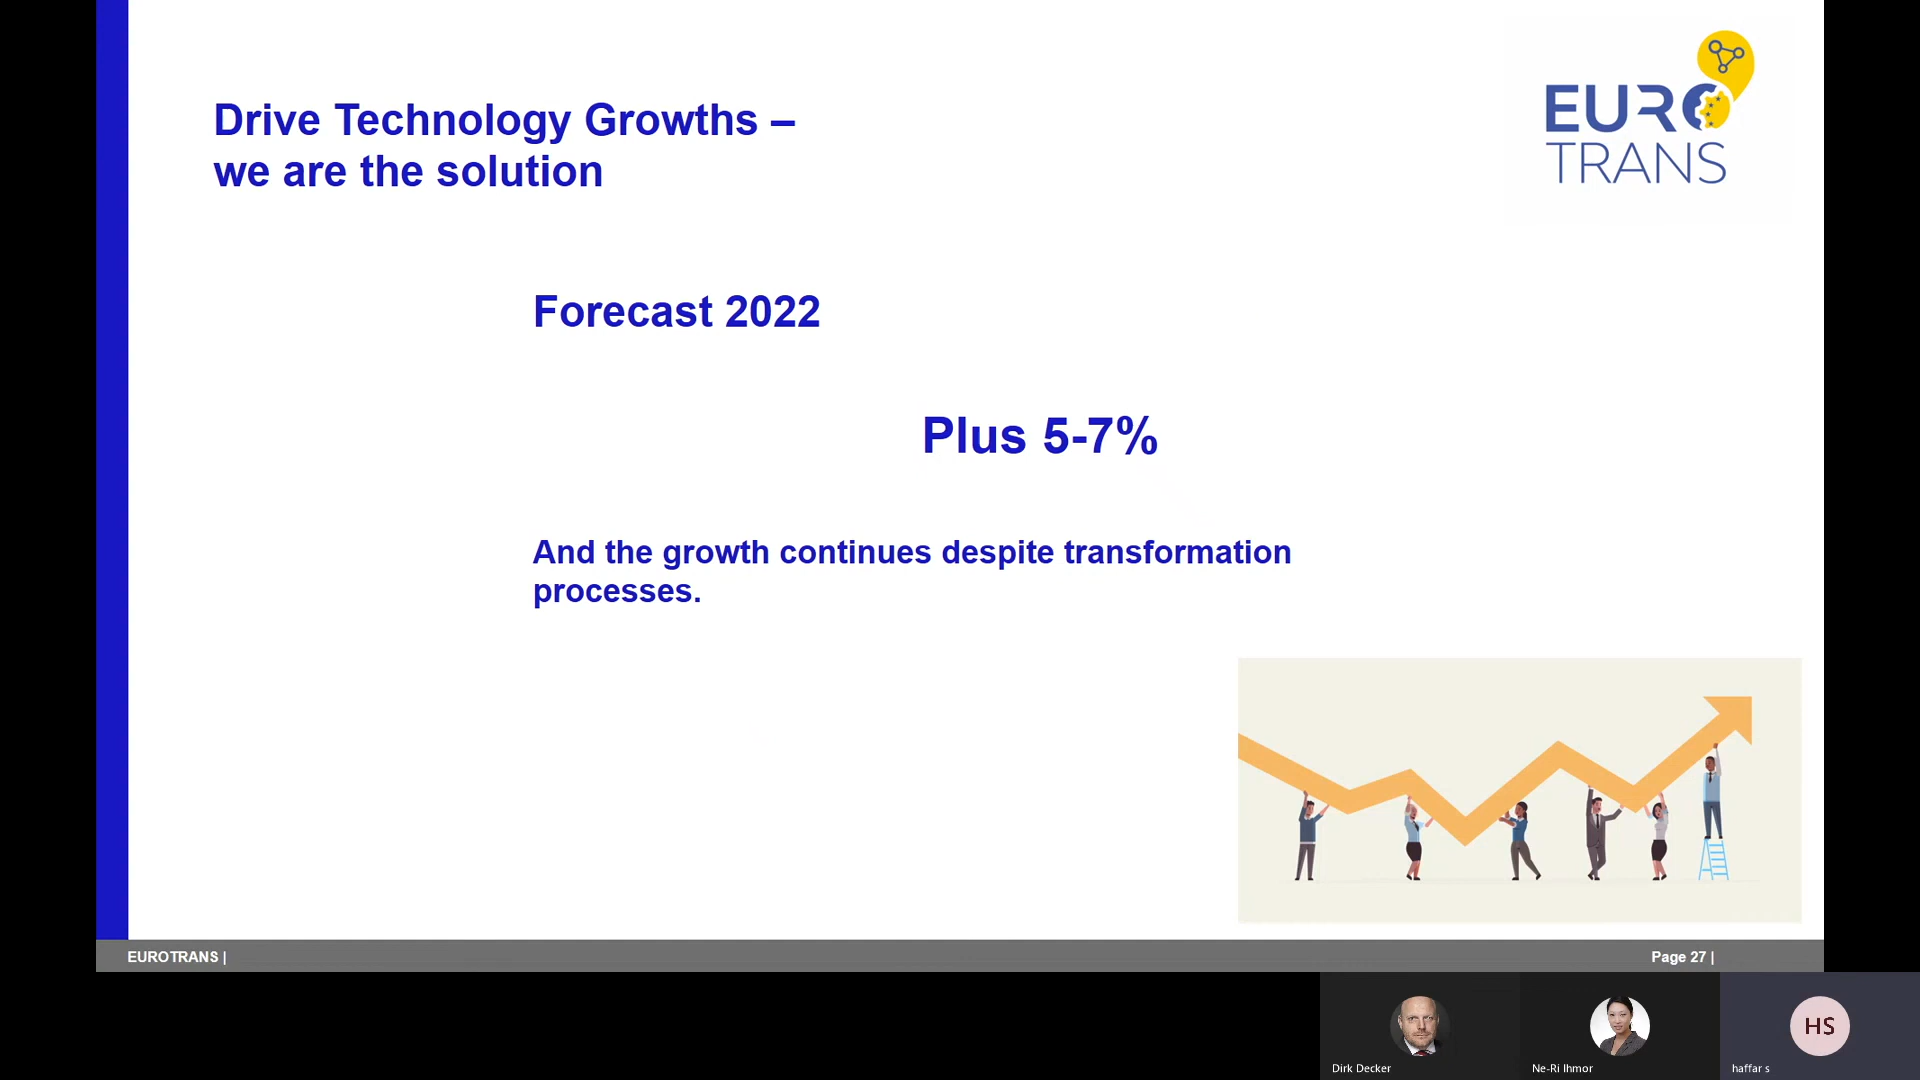 Drive Technology Growths –
we are the solution
EURO
TRANS
Forecast 2022
Plus 5-7%
And the growth continues despite transformation
processes.
EUROTRANS |
Page 27 |
HS
Dirk Decker
Ne-Ri Ihmor
haffar s